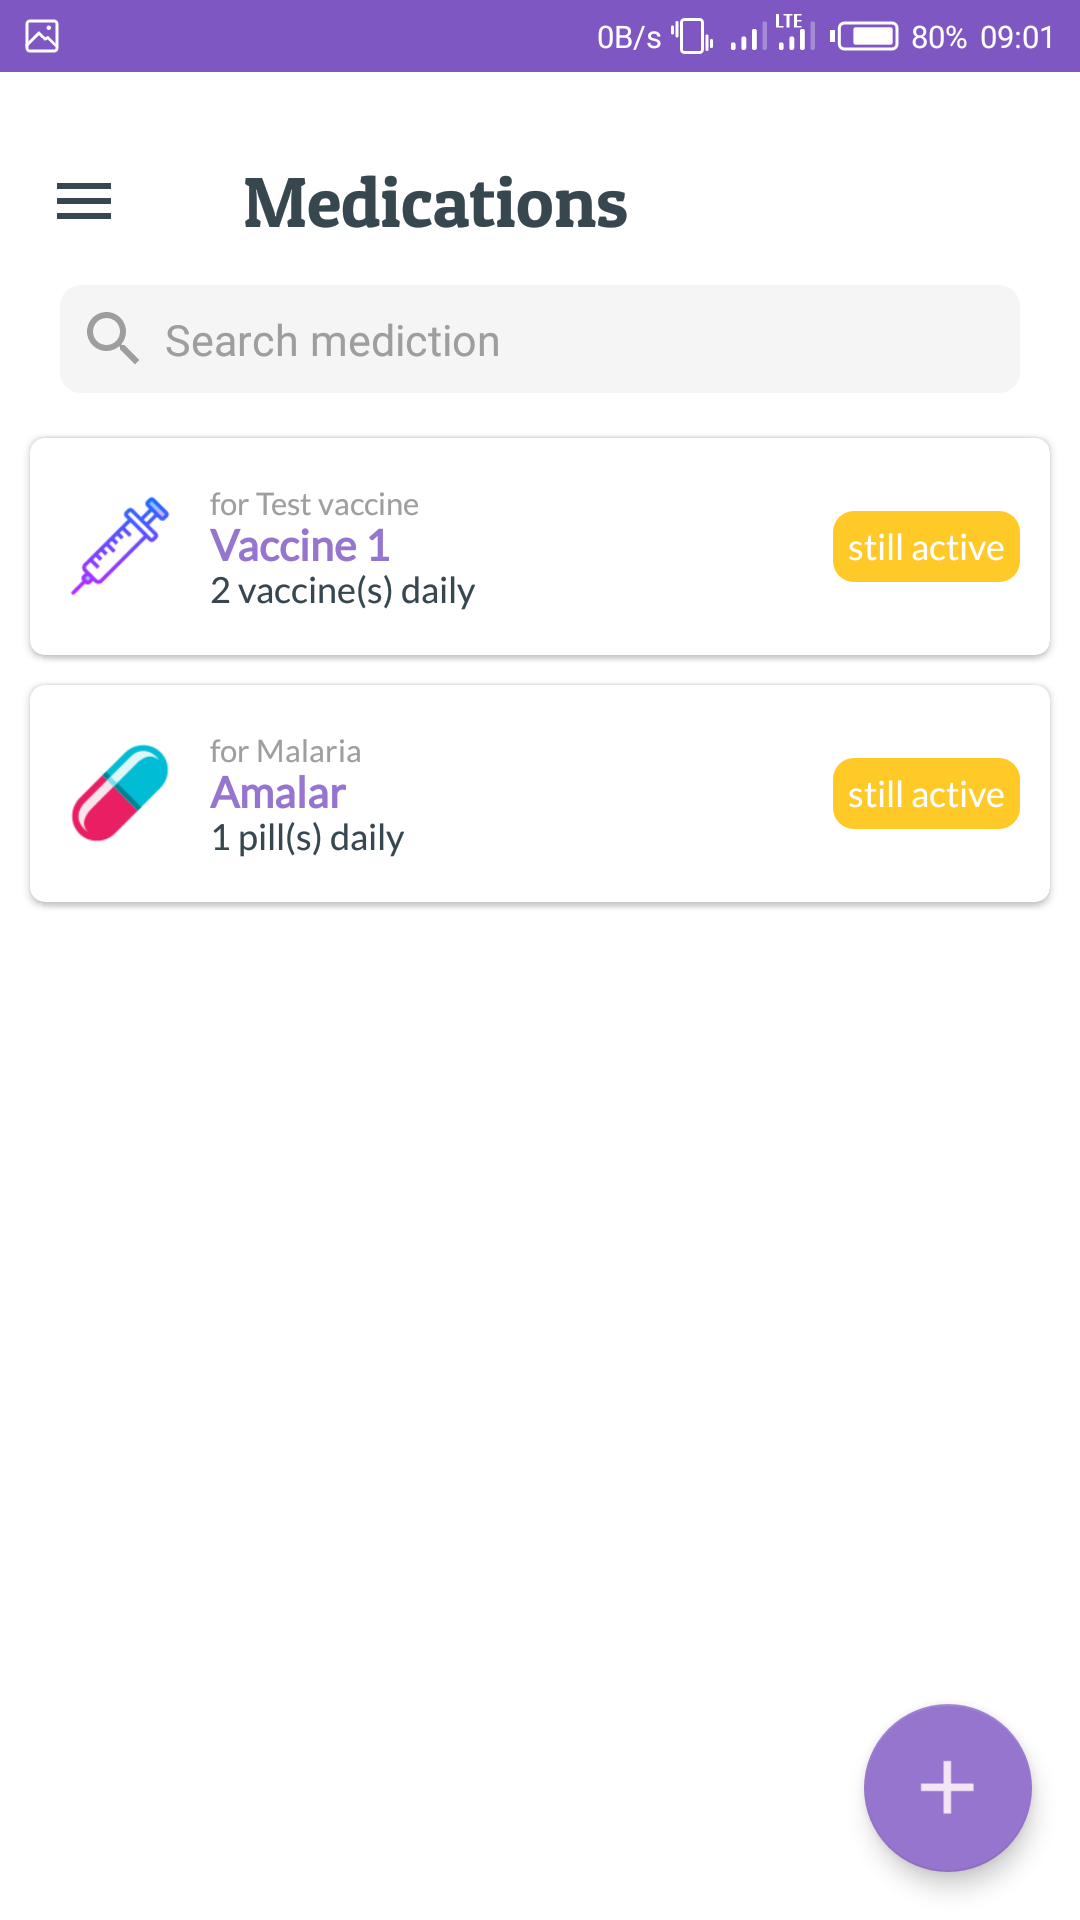 0B/s LTE 80% 09:01
Medications
Search mediction
for Test vaccine
Vaccine 1
2 vaccine(s) daily
still active
for Malaria
Amalar
1 pill(s) daily
still active